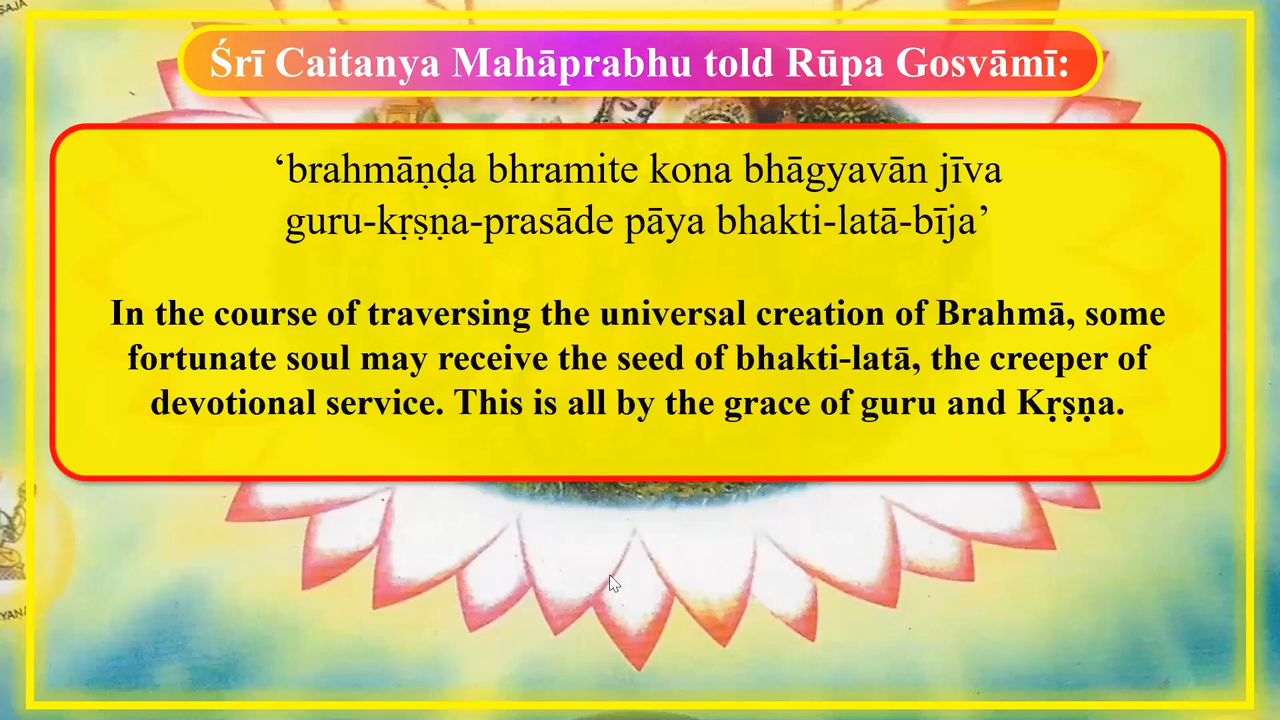 Śrī Caitanya Mahāprabhu told Rūpa Gosvāmī:
‘brahmāṇḍa bhramite kona bhāgyavān jīva
guru-kṛṣṇa-prasāde pāya bhakti-latā-bīja’
In the course of traversing the universal creation of Brahmā, some
fortunate soul may receive the seed of bhakti-latā, the creeper of
devotional service. This is all by the grace of guru and Kṛṣṇa.